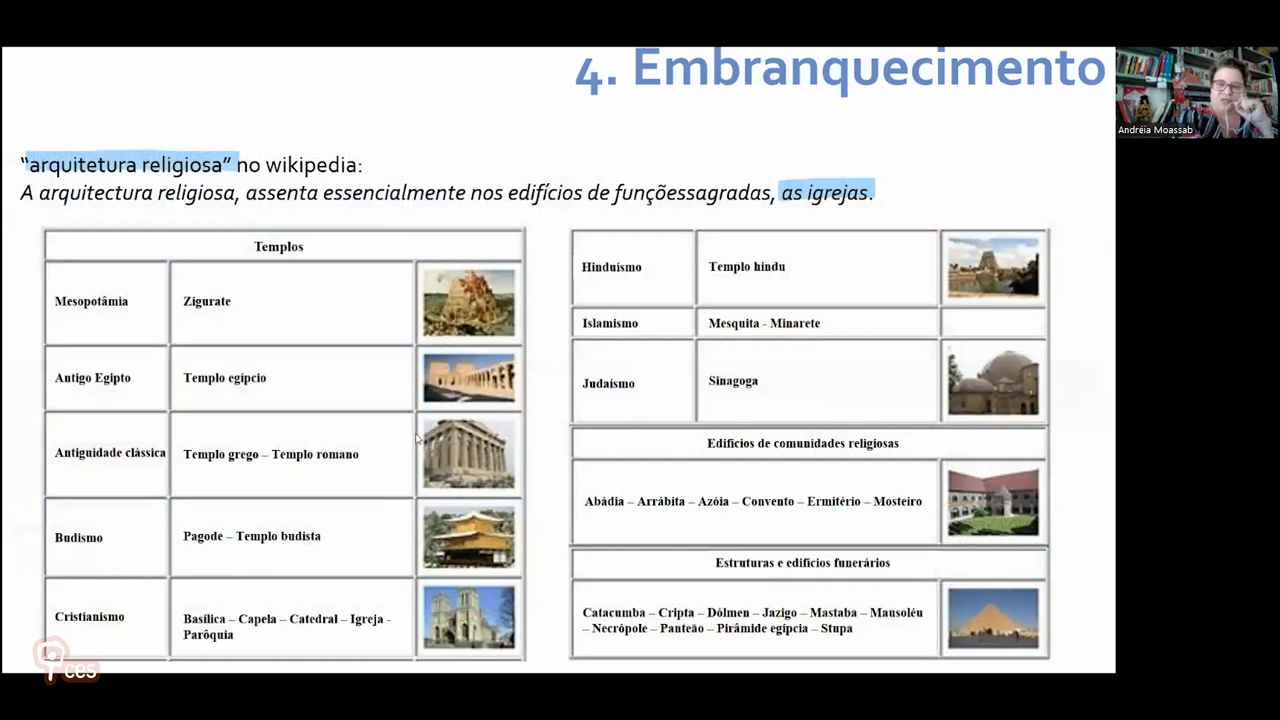 4. Embranquecimento
Andréia Moassab
“arquitetura religiosa” no wikipedia:
A arquitectura religiosa, assenta essencialmente nos edifícios de funçõessagradas, as igrejas.
Templos
Mesopotâmia
Zigurate
Antigo Egipto
Templo egípcio
Antiguidade clássica
Templo grego – Templo romano
Budismo
Pagode – Templo budista
Cristianismo
Basílica – Capela – Catedral – Igreja -
Parôquia
Hinduísmo
Templo hindu
Islamismo
Mesquita - Minarete
Judaísmo
Sinagoga
Edifícios de comunidades religiosas
Abádia – Arrábita – Azóia – Convento – Ermitério – Mosteiro
Estruturas e edifícios funerários
Catacumba – Cripta – Dólmen – Jazigo – Mastaba – Mausoléu
– Necrópole – Panteão – Pirâmide egípcia – Stupa
ces